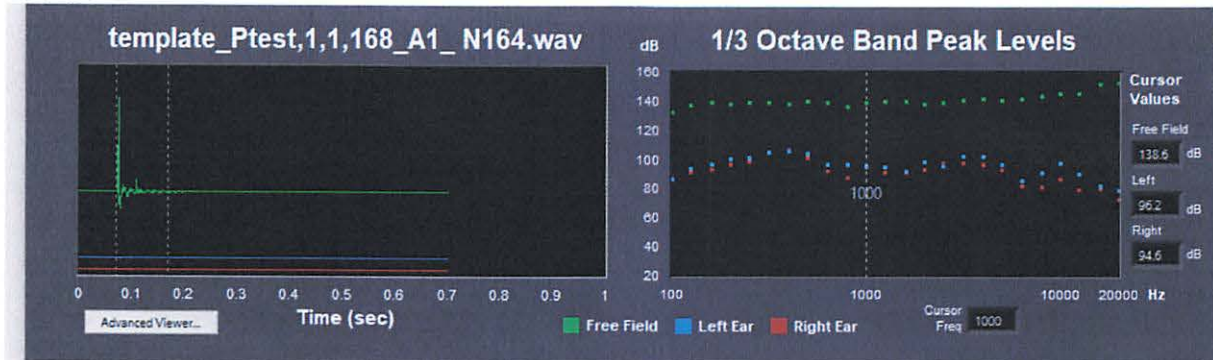 template_Ptest,1,1,168_A1_ N164.wav
0 0.1 0.2 0.3 0.4 0.5 0.6 0.7 0.8 0.9 1
Time (sec)
Advanced Viewer...
1/3 Octave Band Peak Levels
dB
160
140
120
100
80
60
40
20
1000
100 1000 10000 20000 Hz
Free Field Left Ear Right Ear
Cursor
Freq 1000
Cursor
Values
Free Field
138.6 dB
Left
96.2 dB
Right
94.6 dB